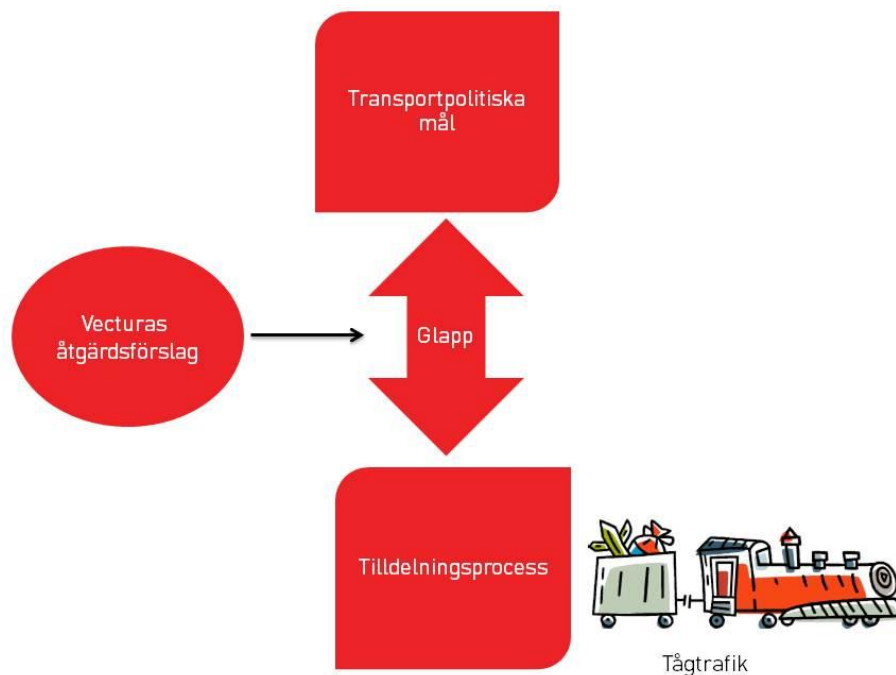 Transportpolitiska
mål
Vecturas
åtgärdsförslag
Glapp
Tilldelningsprocess
Tågtrafik